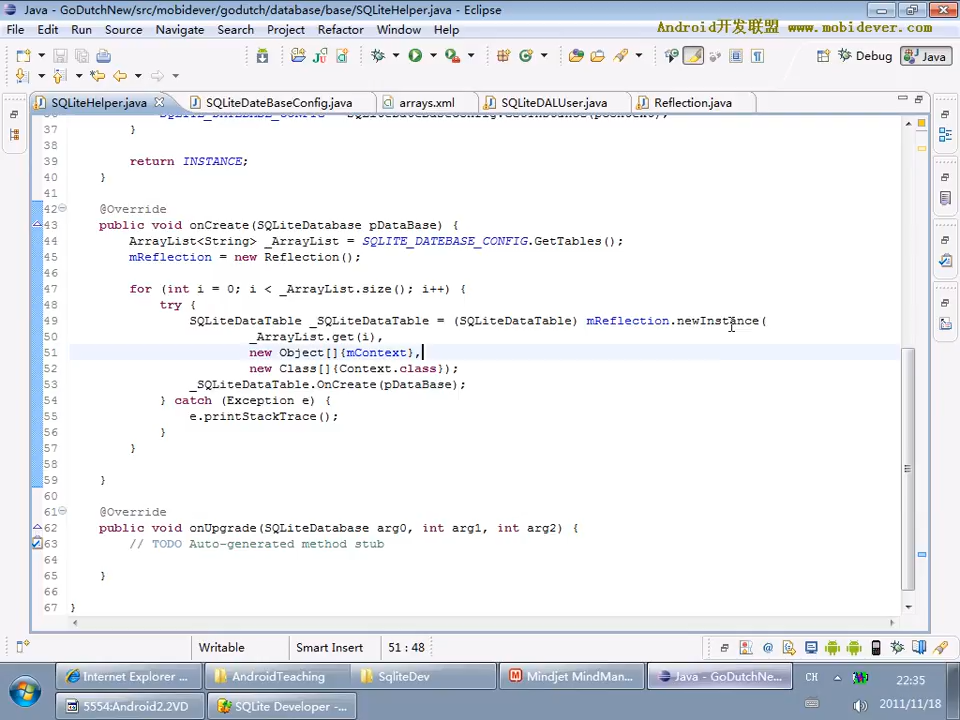 Java - GoDutchNew/src/mobidever/godutch/database/base/SQLiteHelper.java - Eclipse
File Edit Run Source Navigate Search Project Refactor Window Help
Android开发联盟 www.mobidever.com
Debug Java
SQLiteHelper.java SQLiteDateBaseConfig.java arrays.xml SQLiteDALUser.java Reflection.java
37 }
38
39 return INSTANCE;
40 }
41
42 @Override
43 public void onCreate(SQLiteDatabase pDataBase) {
44 ArrayList<String> _ArrayList = SQLITE_DATEBASE_CONFIG.GetTables();
45 mReflection = new Reflection();
46
47 for (int i = 0; i < _ArrayList.size(); i++) {
48 try {
49 SQLiteDataTable _SQLiteDataTable = (SQLiteDataTable) mReflection.newInstance(
50 _ArrayList.get(i),
51 new Object[]{mContext},
52 new Class[]{Context.class});
53 _SQLiteDataTable.OnCreate(pDataBase);
54 } catch (Exception e) {
55 e.printStackTrace();
56 }
57 }
58
59 }
60
61 @Override
62 public void onUpgrade(SQLiteDatabase arg0, int arg1, int arg2) {
63 // TODO Auto-generated method stub
64
65 }
66
67 }
Writable Smart Insert 51 : 48
Internet Explorer ... AndroidTeaching SqliteDev Mindjet MindMan... Java - GoDutchNe... CH 22:35
5554:Android2.2VD SQLite Developer -... 2011/11/18